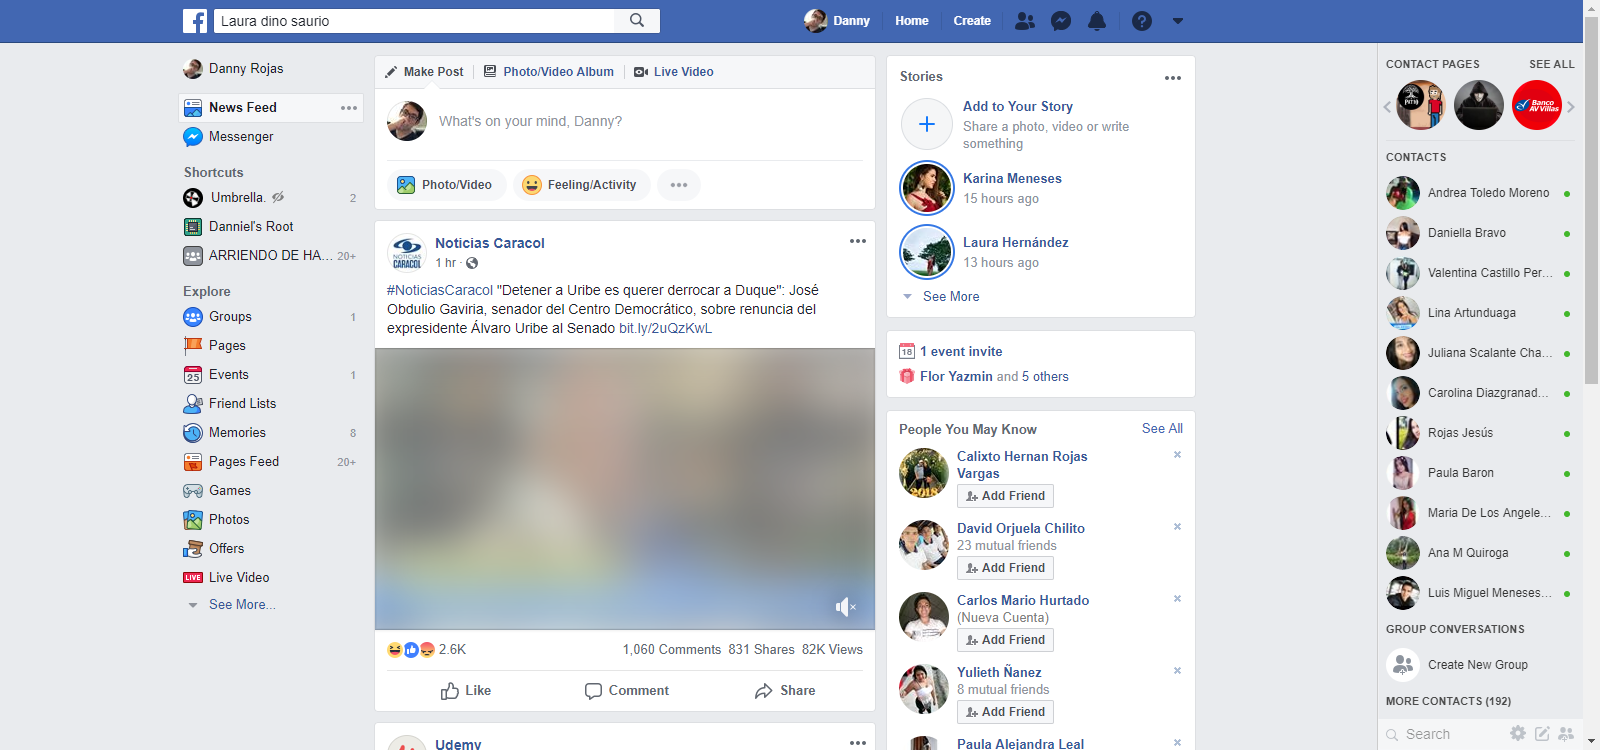 Laura dino saurio
Danny
Home
Create
Danny Rojas
News Feed
Messenger
Shortcuts
Umbrella.
2
Danniel's Root
ARRIENDO DE HA...
20+
Explore
Groups
1
Pages
Events
1
Friend Lists
Memories
8
Pages Feed
20+
Games
Photos
Offers
LIVE
Live Video
See More...
Make Post
Photo/Video Album
Live Video
What's on your mind, Danny?
Photo/Video
Feeling/Activity
NOTICIAS
CARACOL
Noticias Caracol
1 hr ·
#NoticiasCaracol "Detener a Uribe es querer derrocar a Duque": José
Obdulio Gaviria, senador del Centro Democrático, sobre renuncia del
expresidente Álvaro Uribe al Senado bit.ly/2uQzKwL
2.6K
1,060 Comments 831 Shares 82K Views
Like
Comment
Share
Udemy
Stories
Add to Your Story
Share a photo, video or write
something
Karina Meneses
15 hours ago
Laura Hernández
13 hours ago
See More
18
1 event invite
Flor Yazmin and 5 others
People You May Know
See All
Calixto Hernan Rojas
Vargas
2018
Add Friend
David Orjuela Chilito
23 mutual friends
Add Friend
Carlos Mario Hurtado
(Nueva Cuenta)
Add Friend
Yulieth Ñanez
8 mutual friends
Add Friend
Paula Alejandra Leal
CONTACT PAGES
SEE ALL
Banco
AV Villas
CONTACTS
Andrea Toledo Moreno
Daniella Bravo
Valentina Castillo Per...
Lina Artunduaga
Juliana Scalante Cha...
Carolina Diazgranad...
Rojas Jesús
Paula Baron
Maria De Los Angele...
Ana M Quiroga
Luis Miguel Meneses...
GROUP CONVERSATIONS
Create New Group
MORE CONTACTS (192)
Search